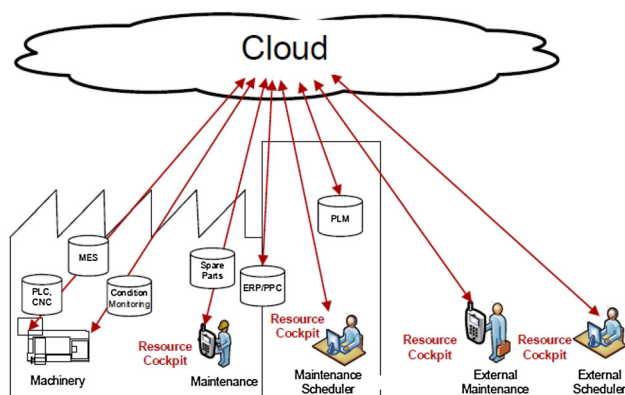 Cloud
PLM
MES
Spare
Parts
PLC,
CNC
Condition
Monitoring
ERP/PPC
Resource
Cockpit
Resource
Cockpit
Resource
Cockpit
Resource
Cockpit
Machinery
Maintenance
Maintenance
Scheduler
External
Maintenance
External
Scheduler